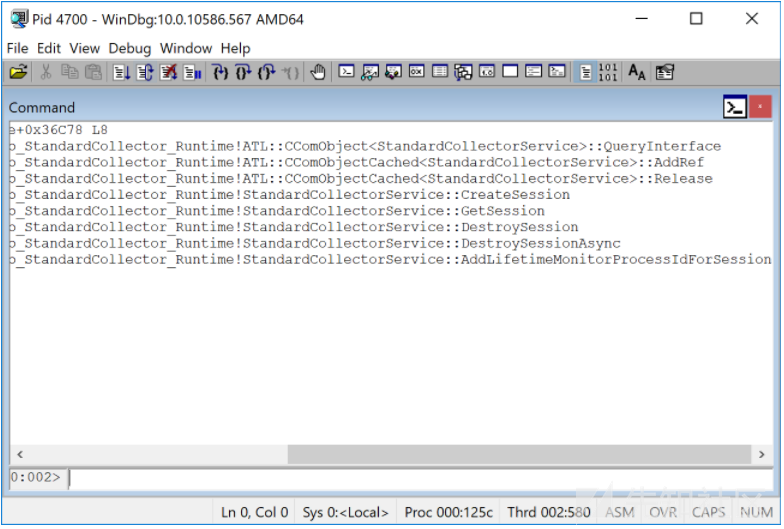 Pid 4700 - WinDbg:10.0.10586.567 AMD64
File Edit View Debug Window Help
101
101
AA
Command
e+0x36C78 L8
o_StandardCollector_Runtime!ATL::CComObject<StandardCollectorService>::QueryInterface
o_StandardCollector_Runtime!ATL::CComObjectCached<StandardCollectorService>::AddRef
o_StandardCollector_Runtime!ATL::CComObjectCached<StandardCollectorService>::Release
o_StandardCollector_Runtime!StandardCollectorService::CreateSession
o_StandardCollector_Runtime!StandardCollectorService::GetSession
o_StandardCollector_Runtime!StandardCollectorService::DestroySession
o_StandardCollector_Runtime!StandardCollectorService::DestroySessionAsync
o_StandardCollector_Runtime!StandardCollectorService::AddLifetimeMonitorProcessIdForSession
0:002>
Ln 0, Col 0 Sys 0:<Local> Proc 000:125c Thrd 002:580 ASM OVR CAPS NUM